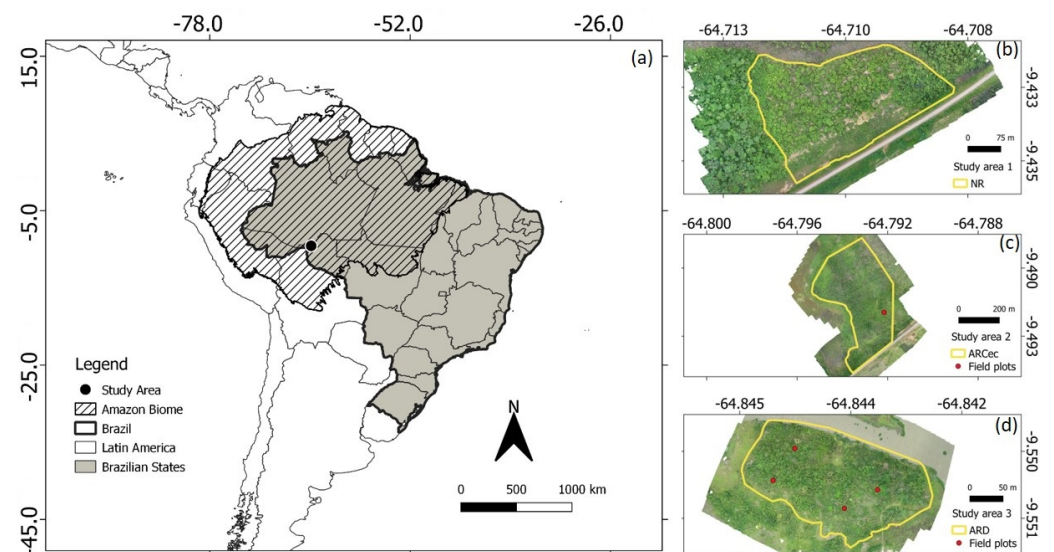 -78.0 -52.0 -26.0
15.0
-5.0
-25.0
-45.0
(a)
Legend
Study Area
Amazon Biome
Brazil
Latin America
Brazilian States
N
0 500 1000 km
-64.713 -64.710 -64.708
(b)
-9.433
-9.435
0 75 m
Study area 1
NR
-64.800 -64.796 -64.792 -64.788
(c)
-9.490
-9.493
0 200 m
Study area 2
ARCec
Field plots
-64.845 -64.844 -64.842
(d)
-9.550
-9.551
0 50 m
Study area 3
ARD
Field plots